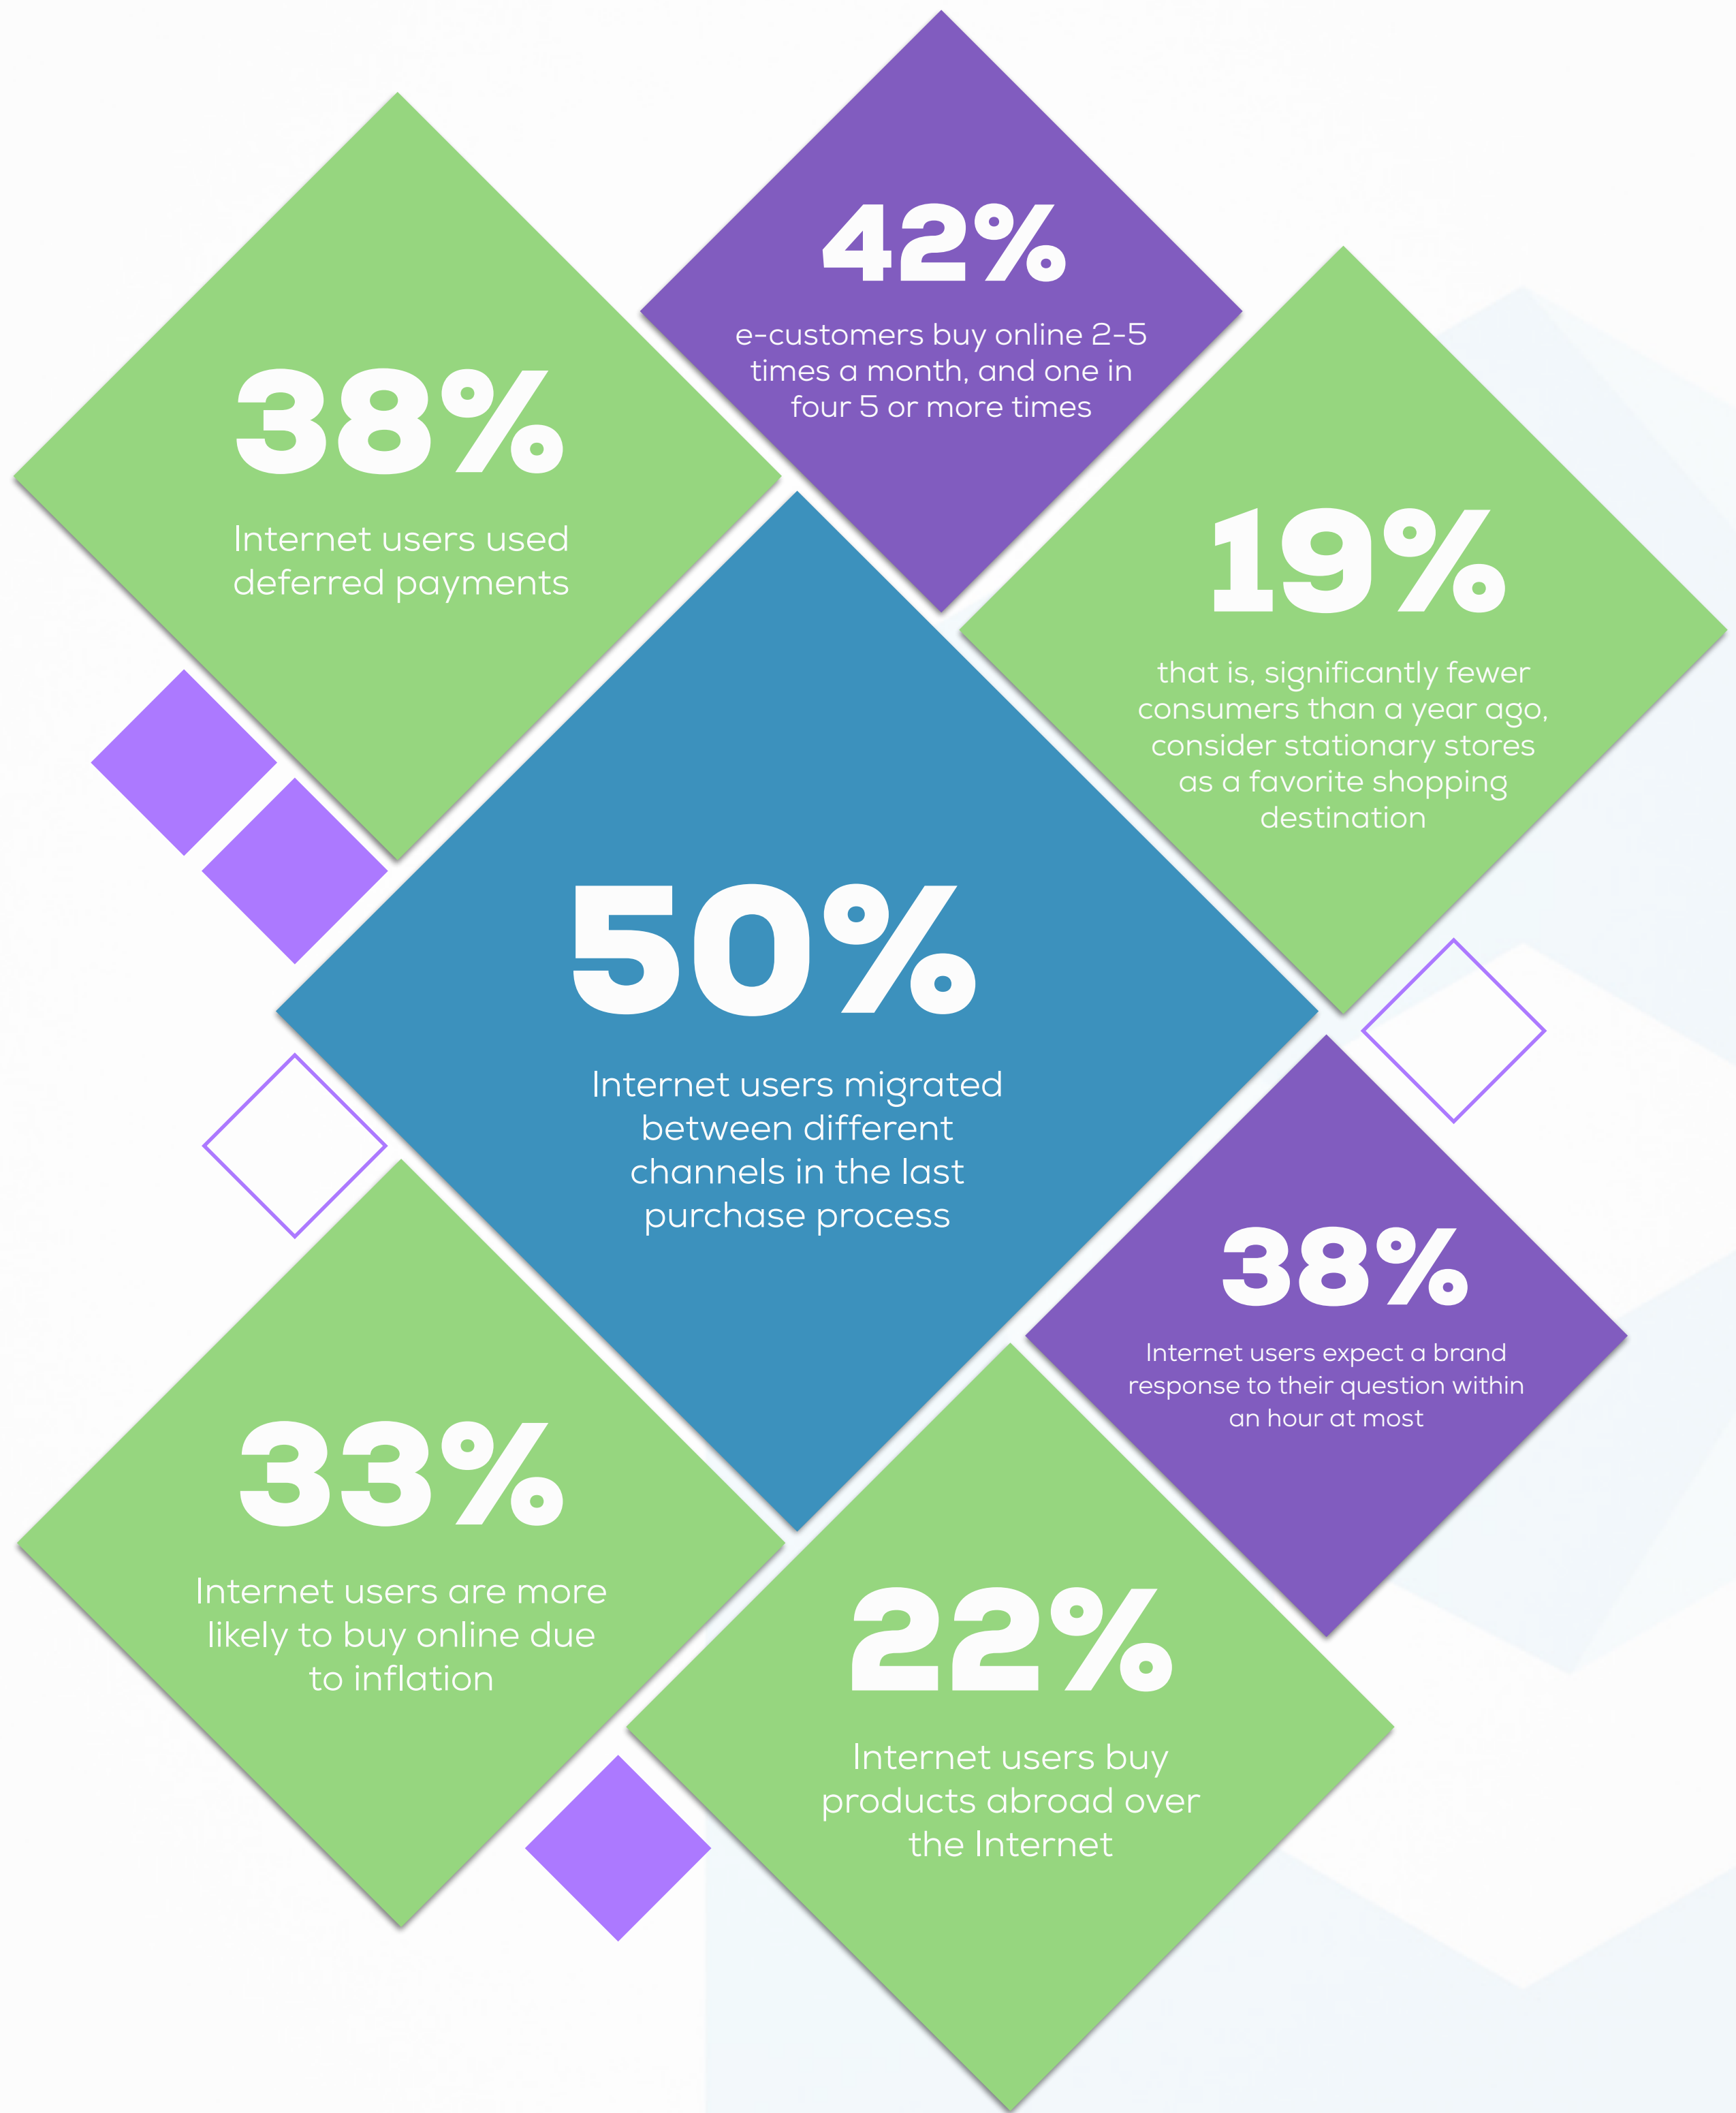 42%
e-customers buy online 2-5
times a month, and one in
four 5 or more times
38%
Internet users used
deferred payments
19%
that is, significantly fewer
consumers than a year ago,
consider stationary stores
as a favorite shopping
destination
50%
Internet users migrated
between different
channels in the last
purchase process
38%
Internet users expect a brand
response to their question within
an hour at most
33%
Internet users are more
likely to buy online due
to inflation
22%
Internet users buy
products abroad over
the Internet